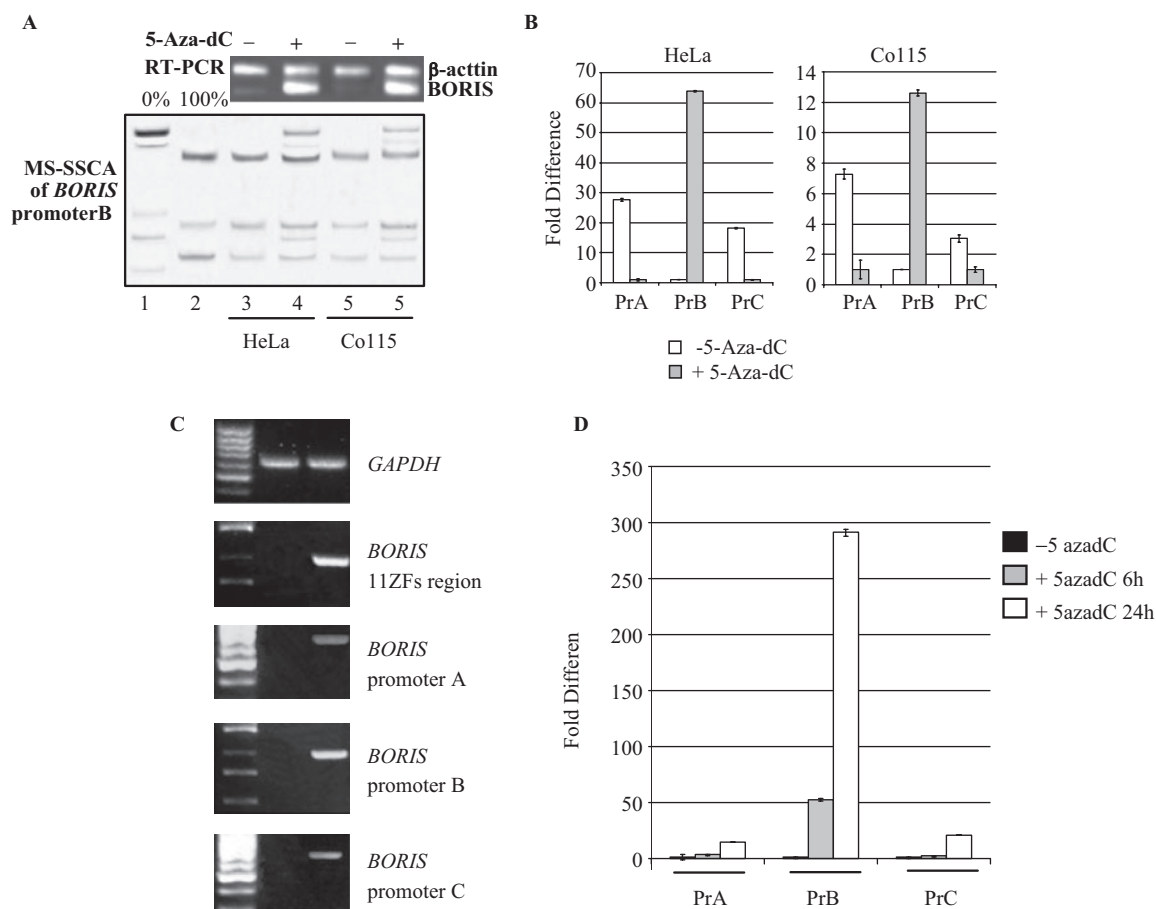 A
5-Aza-dC – + – +
RT-PCR
β-acttin
BORIS
0% 100%
MS-SSCA
of BORIS
promoterB
1 2 3 4 5 5
HeLa Co115
B
HeLa
Co115
Fold Difference
70
60
50
40
30
20
10
0
PrA PrB PrC
14
12
10
8
6
4
2
0
PrA PrB PrC
-5-Aza-dC
+ 5-Aza-dC
C
GAPDH
BORIS
11ZFs region
BORIS
promoter A
BORIS
promoter B
BORIS
promoter C
D
Fold Differen
350
300
250
200
150
100
50
0
PrA PrB PrC
–5 azadC
+ 5azadC 6h
+ 5azadC 24h